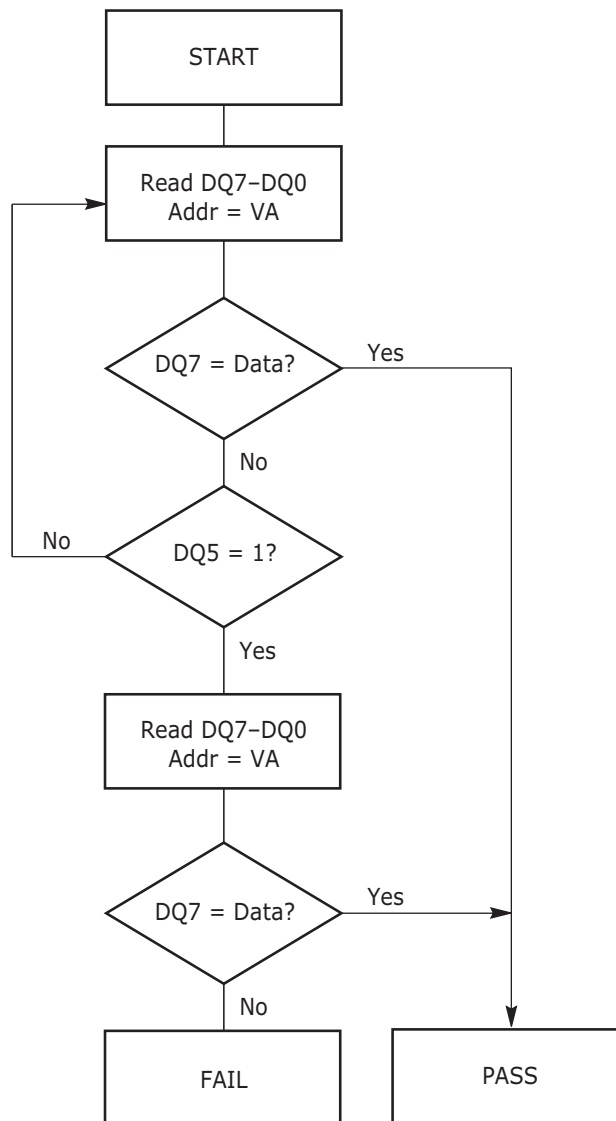 START
Read DQ7–DQ0
Addr = VA
DQ7 = Data?
Yes
No
No
DQ5 = 1?
Yes
Read DQ7–DQ0
Addr = VA
DQ7 = Data?
Yes
No
FAIL
PASS